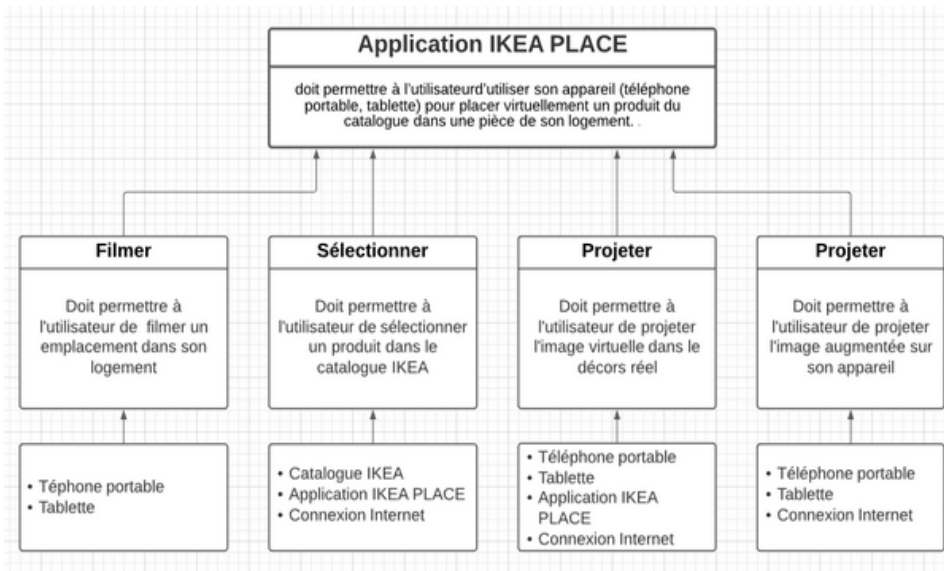 Application IKEA PLACE
doit permettre à l'utilisateurd'utiliser son appareil (téléphone
portable, tablette) pour placer virtuellement un produit du
catalogue dans une pièce de son logement. .
Filmer
Doit permettre à
l'utilisateur de filmer un
emplacement dans son
logement
• Téphone portable
• Tablette
Sélectionner
Doit permettre à
l'utilisateur de sélectionner
un produit dans le
catalogue IKEA
• Catalogue IKEA
• Application IKEA PLACE
• Connexion Internet
Projeter
Doit permettre à
l'utilisateur de projeter
l'image virtuelle dans le
décors réel
• Téléphone portable
• Tablette
• Application IKEA
PLACE
• Connexion Internet
Projeter
Doit permettre à
l'utilisateur de projeter
l'image augmentée sur
son appareil
• Téléphone portable
• Tablette
• Connexion Internet